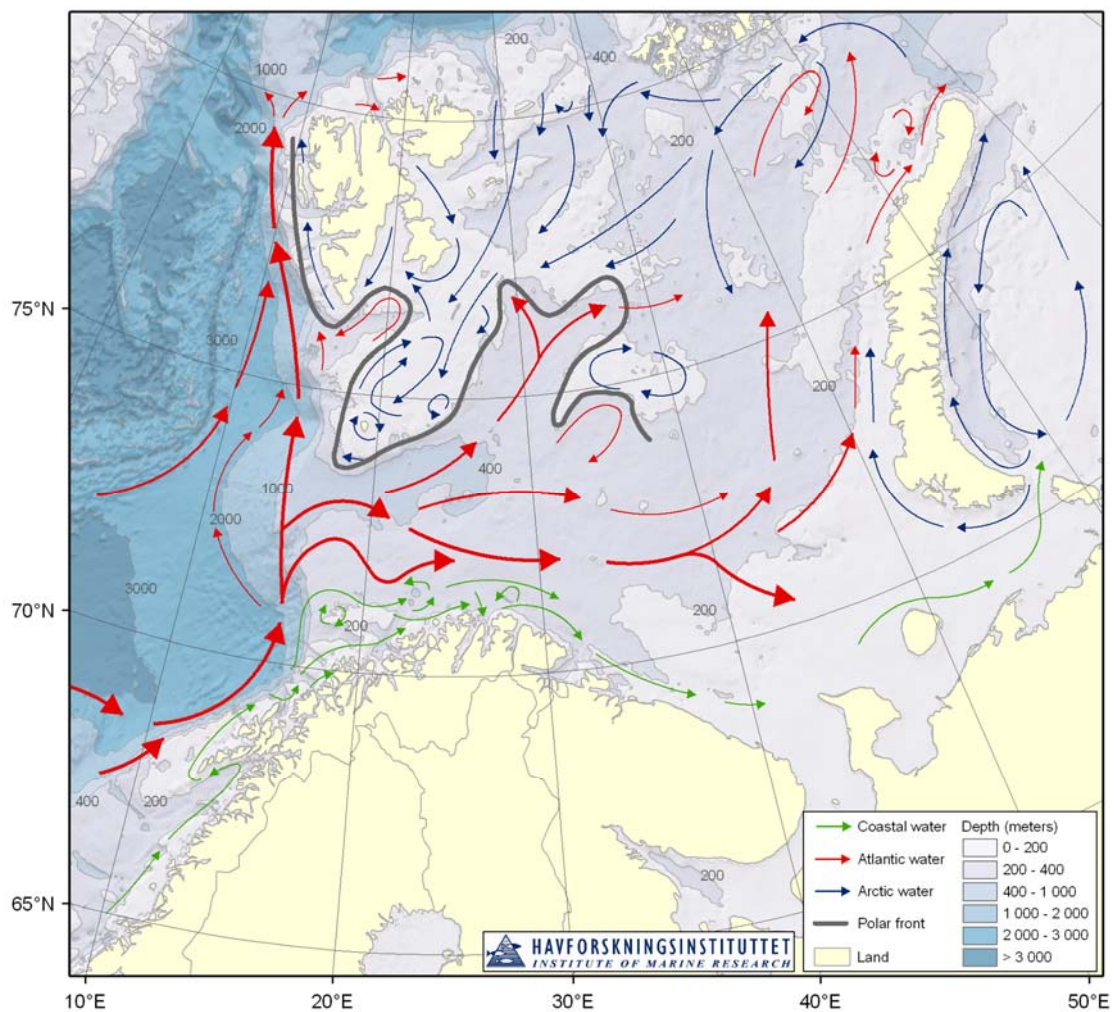 200
400
1000
2000
200
75°N
3000
200
400
1000
2000
3000
70°N
200
200
400
200
200
65°N
Coastal water
Atlantic water
Arctic water
Polar front
Land
Depth (meters)
0 - 200
200 - 400
400 - 1 000
1 000 - 2 000
2 000 - 3 000
> 3 000
HAVFORSKNINGSINSTITUTTET
INSTITUTE OF MARINE RESEARCH
10°E
20°E
30°E
40°E
50°E